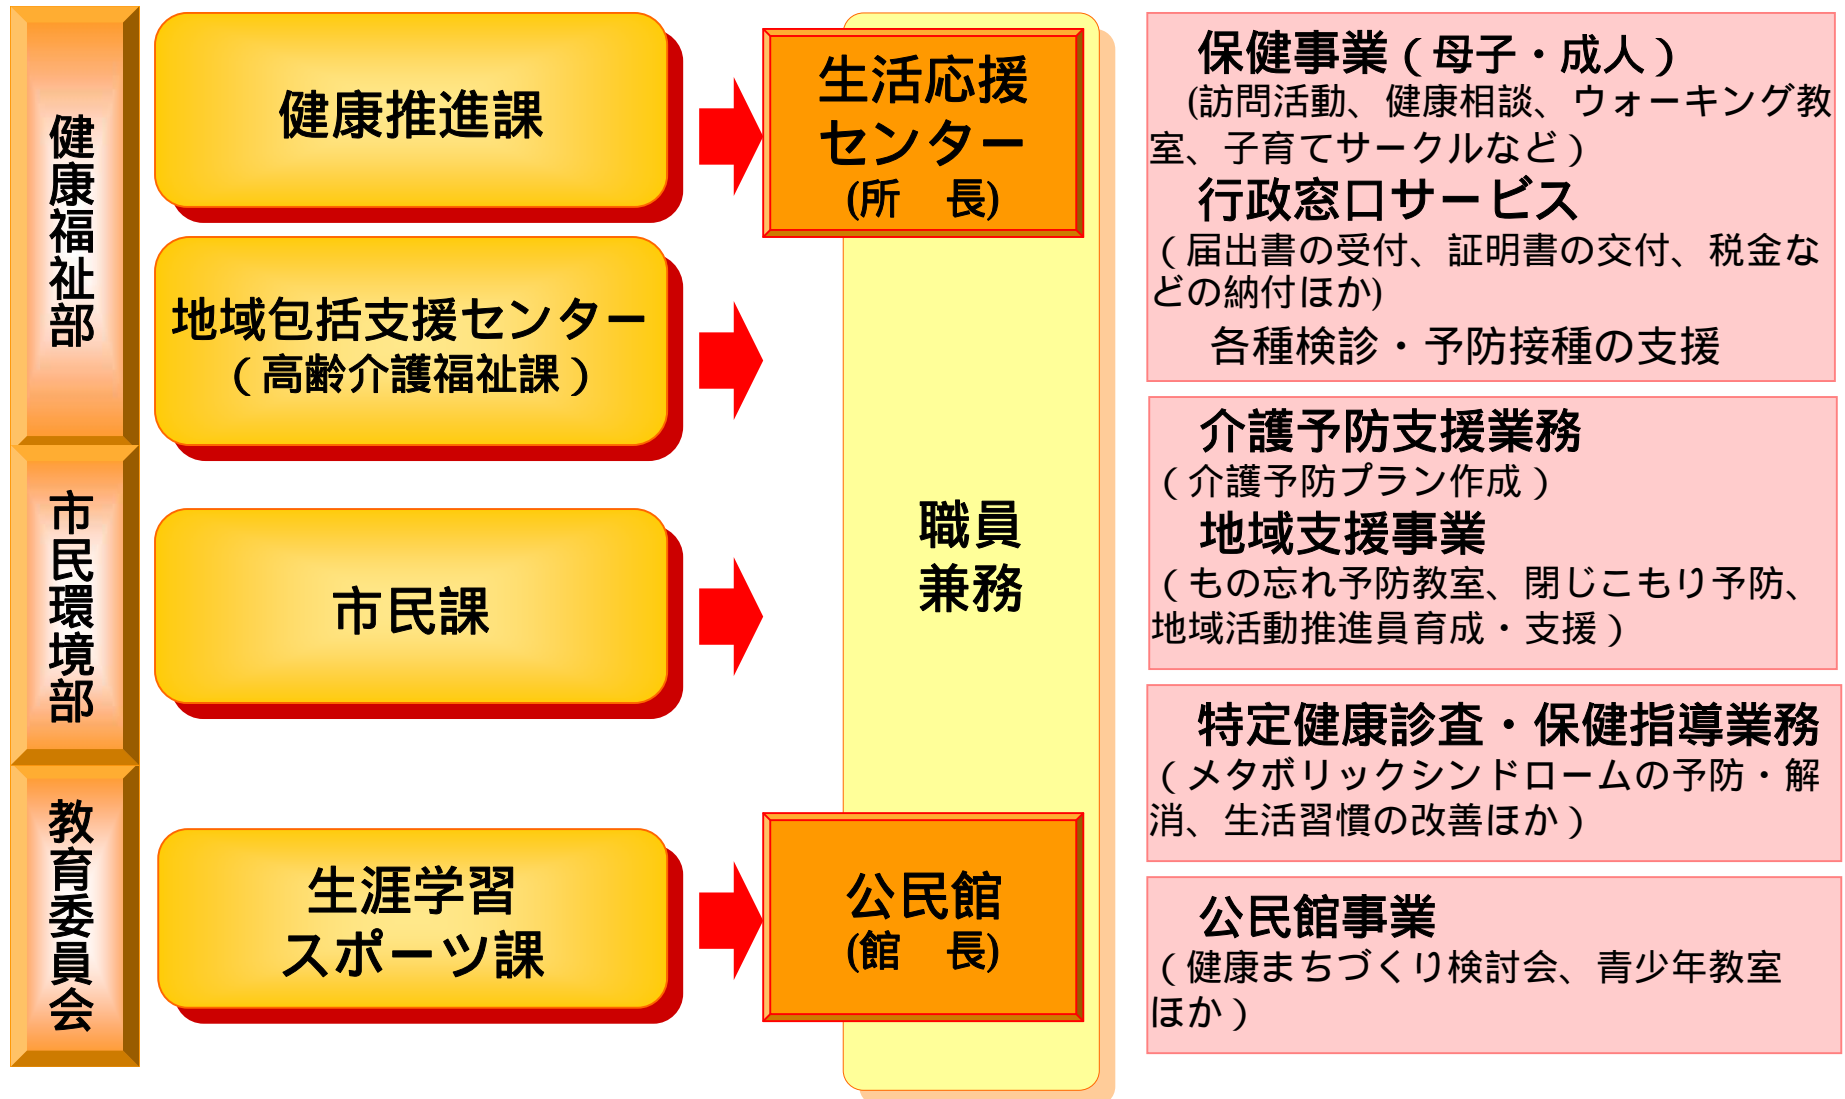 健康福祉部
市民環境部
教育委員会
健康推進課
地域包括支援センター
(高齢介護福祉課)
市民課
生涯学習
スポーツ課
生活応援
センター
(所　長)
職員
兼務
公民館
(館　長)
保健事業(母子・成人)
(訪問活動、健康相談、ウォーキング教
室、子育てサークルなど)
行政窓口サービス
(届出書の受付、証明書の交付、税金な
どの納付ほか)
各種検診・予防接種の支援
介護予防支援業務
(介護予防プラン作成)
地域支援事業
(もの忘れ予防教室、閉じこもり予防、
地域活動推進員育成・支援)
特定健康診査・保健指導業務
(メタボリックシンドロームの予防・解
消、生活習慣の改善ほか)
公民館事業
(健康まちづくり検討会、青少年教室
ほか)